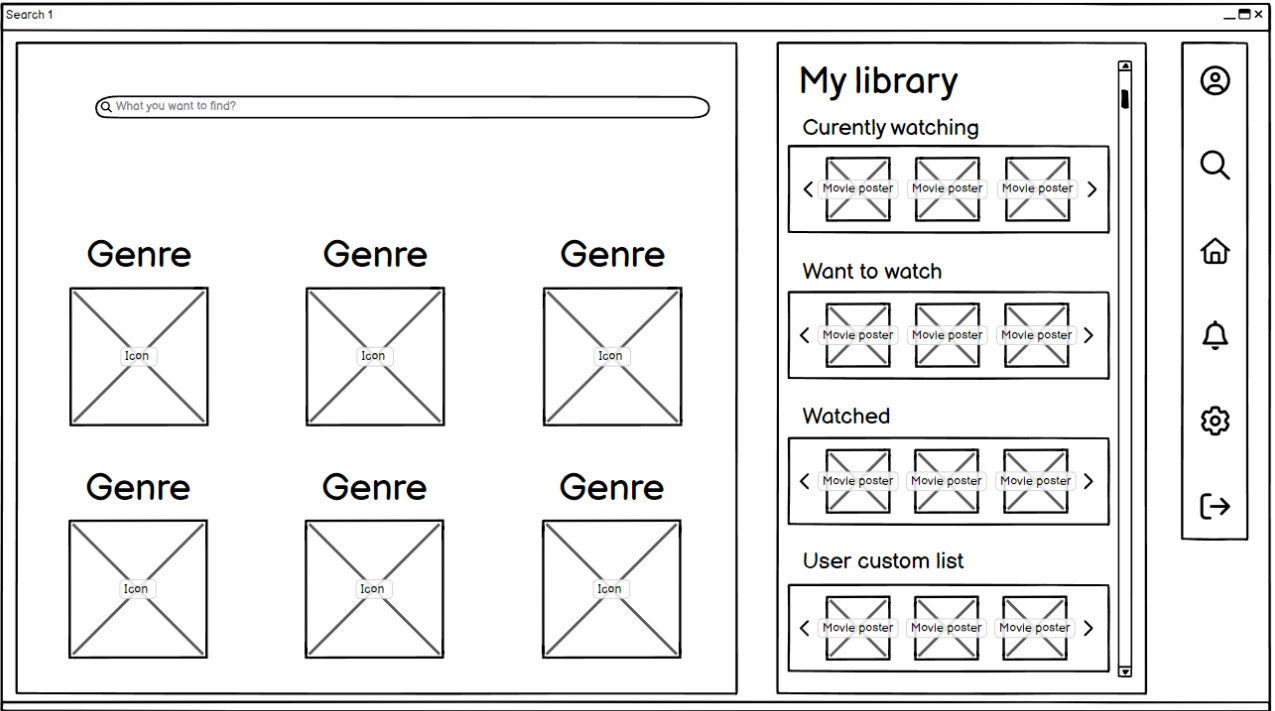 Search 1
What you want to find?
Genre Genre Genre
Icon Icon Icon
Genre Genre Genre
Icon Icon Icon
My library
Curently watching
Movie poster Movie poster Movie poster
Want to watch
Movie poster Movie poster Movie poster
Watched
Movie poster Movie poster Movie poster
User custom list
Movie poster Movie poster Movie poster